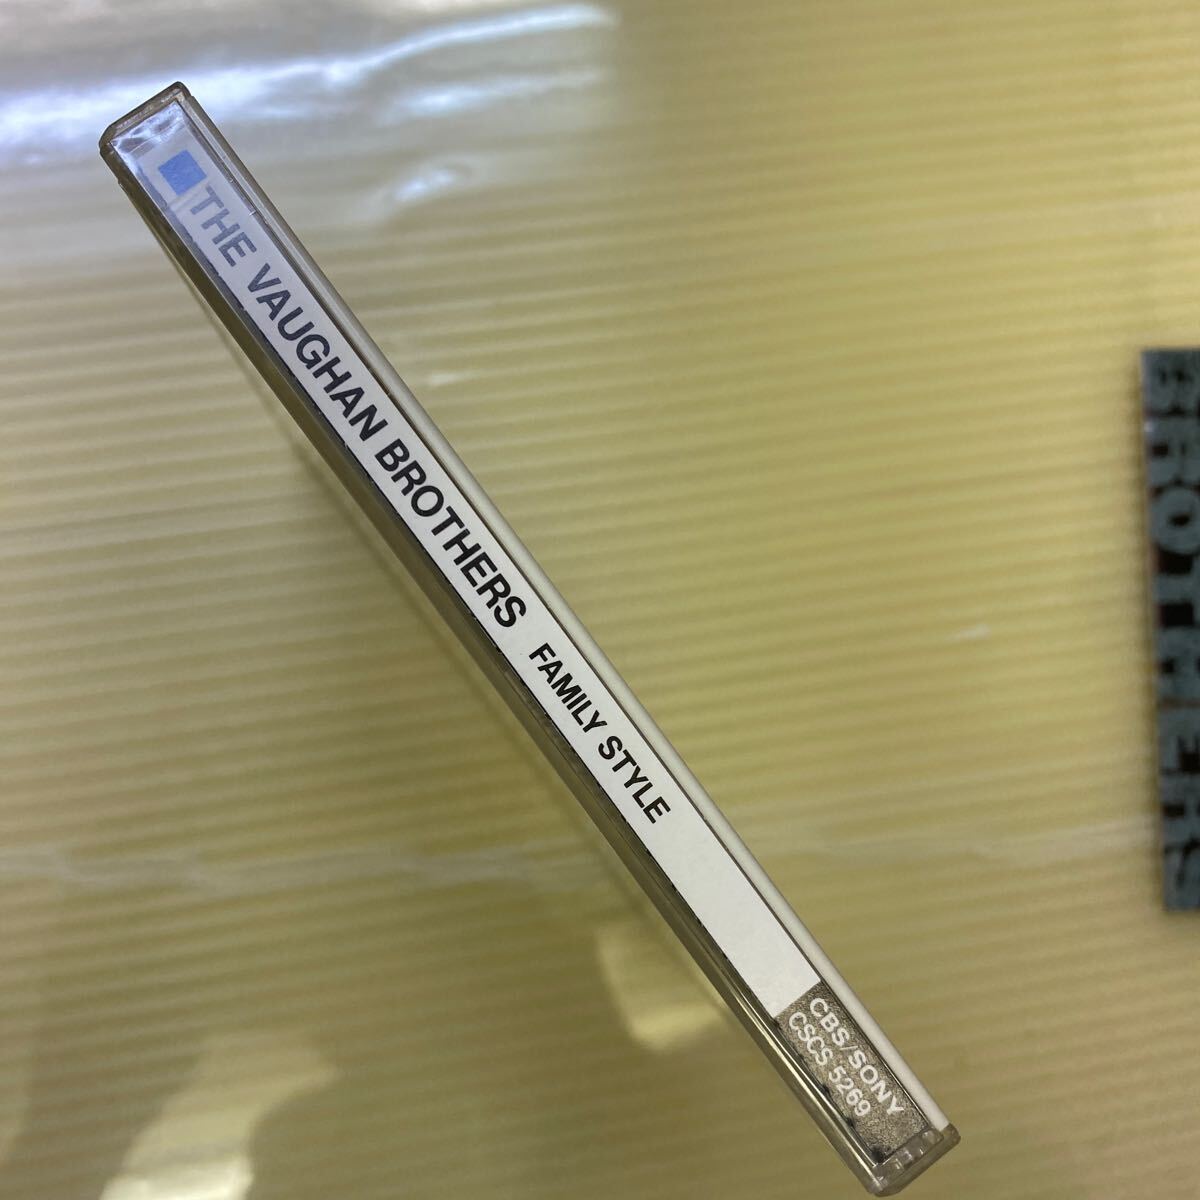 THE VAUGHAN BROTHERS FAMILY STYLE
CBS/SONY
CSCS 5269
BROTHERS